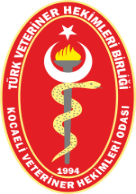 TÜRK VETERİNER HEKİMLERİ BİRLİĞİ
KOCAELİ VETERİNER HEKİMLERİ ODASI
1994